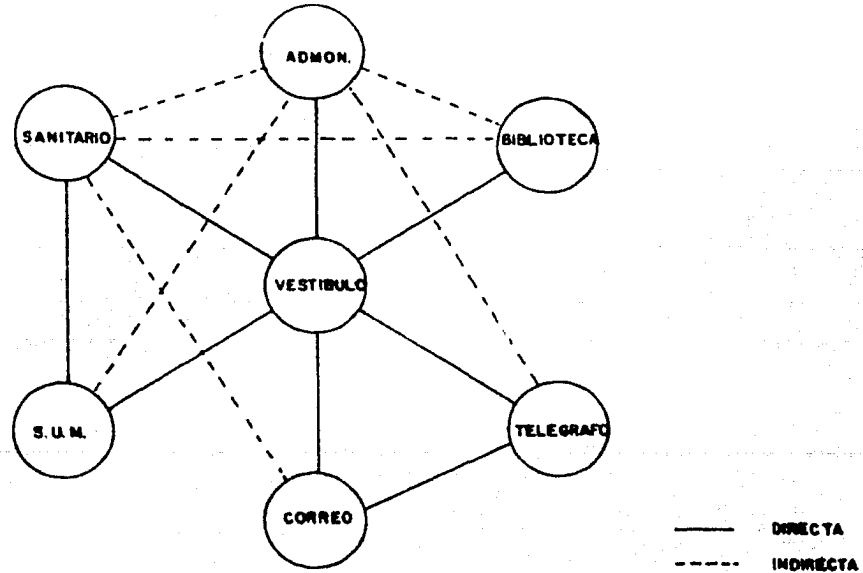 ADMON.
SANITARIO
BIBLIOTECA
VESTIBULO
S.U.M.
TELEGRAFO
CORREO
DIRECTA
INDIRECTA